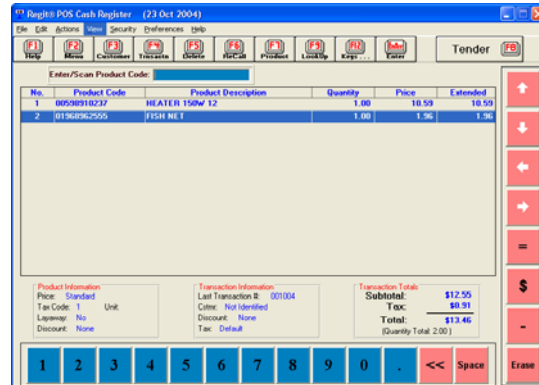 Regit® POS Cash Register (23 Oct 2004)
File Edit Actions View Security Preferences Help
F1 Help F2 Menu F3 Customer F4 Trnsactn F5 Delete F6 ReCall F7 Product F9 LookUp F12 Keys . . . Enter Enter Tender F8
Enter/Scan Product Code:
No. Product Code Product Description Quantity Price Extended
1 00598910237 HEATER 150W 12 1.00 10.59 10.59
2 01968962555 FISH NET 1.00 1.96 1.96
=
$
-
Product Information
Price: Standard
Tax Code: 1 Unit:
Layaway: No
Discount: None
Transaction Information
Last Transaction #: 001004
Cstmr: Not Identified
Discount: None
Tax: Default
Transaction Totals
Subtotal: $12.55
Tax: $0.91
Total: $13.46
(Quantity Total: 2.00 )
1 2 3 4 5 6 7 8 9 0 . << Space Erase